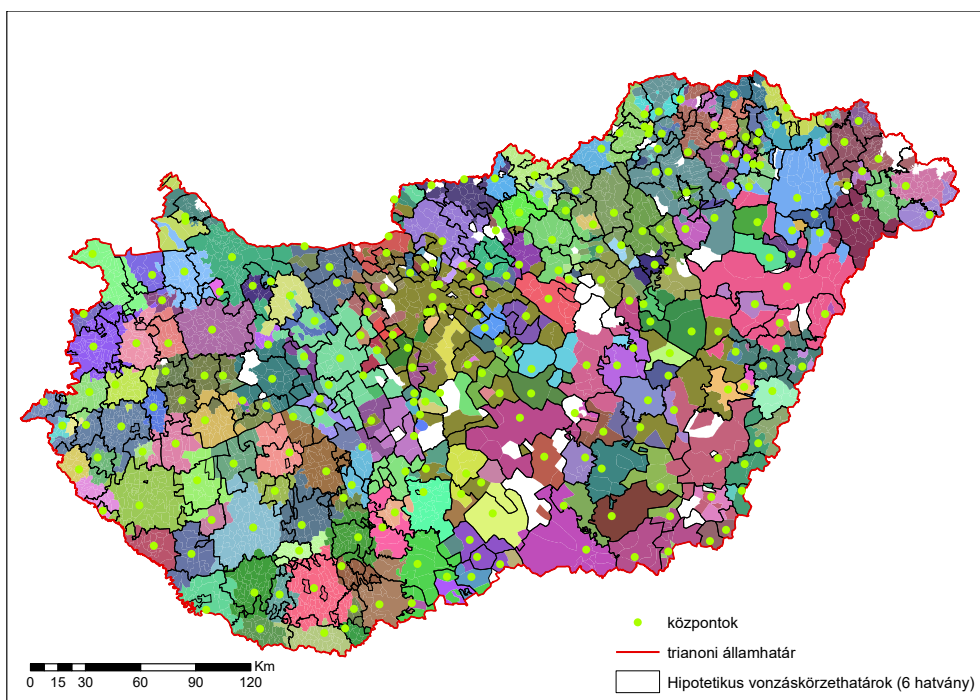 központok
trianoni államhatár
Km
0 15 30 60 90 120
Hipotetikus vonzáskörzethatárok (6 hatvány)